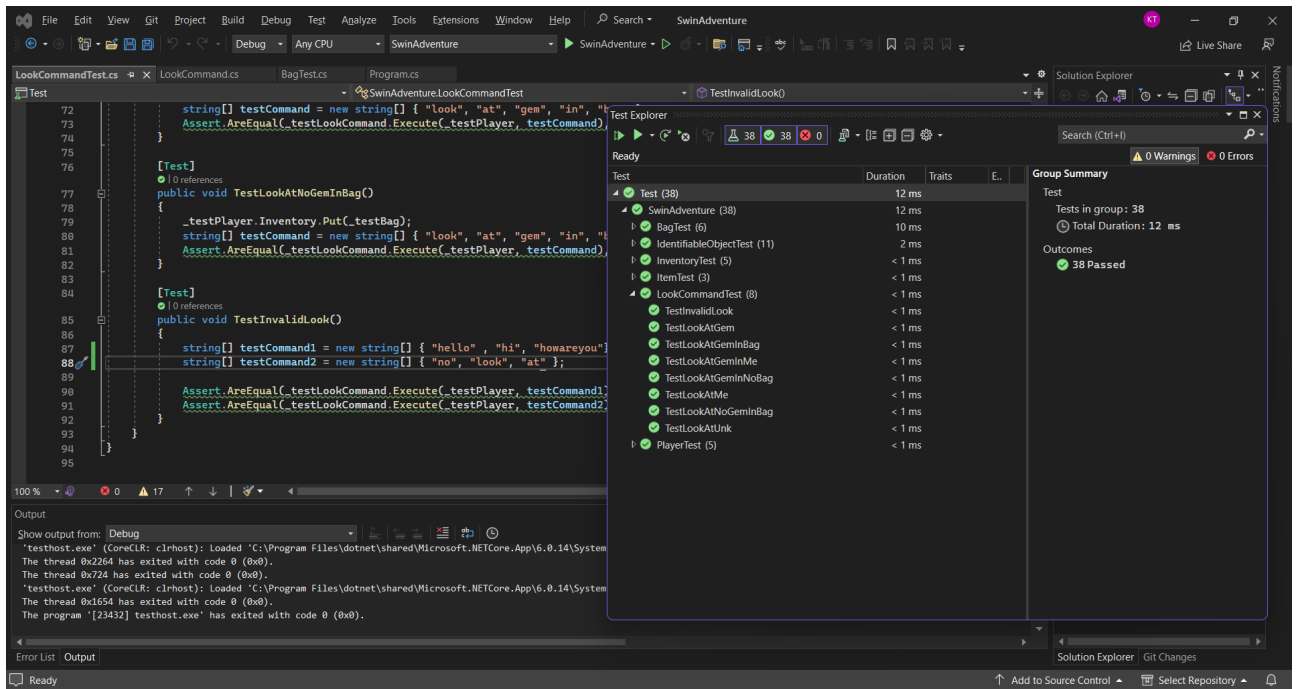 File Edit View Git Project Build Debug Test Analyze Tools Extensions Window Help Search SwinAdventure KT
Debug Any CPU SwinAdventure SwinAdventure Live Share
LookCommandTest.cs LookCommand.cs BagTest.cs Program.cs
Test SwinAdventure.LookCommandTest TestInvalidLook()
72 string[] testCommand = new string[] { "look", "at", "gem", "in", "b
73 Assert.AreEqual(_testLookCommand.Execute(_testPlayer, testCommand),
74 }
75
76 [Test]
0 references
77 public void TestLookAtNoGemInBag()
78 {
79 _testPlayer.Inventory.Put(_testBag);
80 string[] testCommand = new string[] { "look", "at", "gem", "in", "b
81 Assert.AreEqual(_testLookCommand.Execute(_testPlayer, testCommand),
82 }
83
84 [Test]
0 references
85 public void TestInvalidLook()
86 {
87 string[] testCommand1 = new string[] { "hello" , "hi", "howareyou"}
88 string[] testCommand2 = new string[] { "no", "look", "at" };
89
90 Assert.AreEqual(_testLookCommand.Execute(_testPlayer, testCommand1)
91 Assert.AreEqual(_testLookCommand.Execute(_testPlayer, testCommand2)
92 }
93 }
94 }
95
100 % 0 17
Output
Show output from: Debug
'testhost.exe' (CoreCLR: clrhost): Loaded 'C:\Program Files\dotnet\shared\Microsoft.NETCore.App\6.0.14\System
The thread 0x2264 has exited with code 0 (0x0).
The thread 0x724 has exited with code 0 (0x0).
'testhost.exe' (CoreCLR: clrhost): Loaded 'C:\Program Files\dotnet\shared\Microsoft.NETCore.App\6.0.14\System
The thread 0x1654 has exited with code 0 (0x0).
The program '[23432] testhost.exe' has exited with code 0 (0x0).
Error List Output
Ready
Test Explorer
38 38 0 Search (Ctrl+I)
Ready 0 Warnings 0 Errors
Test Duration Traits E..
Test (38) 12 ms
SwinAdventure (38) 12 ms
BagTest (6) 10 ms
IdentifiableObjectTest (11) 2 ms
InventoryTest (5) < 1 ms
ItemTest (3) < 1 ms
LookCommandTest (8) < 1 ms
TestInvalidLook < 1 ms
TestLookAtGem < 1 ms
TestLookAtGemInBag < 1 ms
TestLookAtGemInMe < 1 ms
TestLookAtGemInNoBag < 1 ms
TestLookAtMe < 1 ms
TestLookAtNoGemInBag < 1 ms
TestLookAtUnk < 1 ms
PlayerTest (5) < 1 ms
Group Summary
Test
Tests in group: 38
Total Duration: 12 ms
Outcomes
38 Passed
Solution Explorer
Notifications
Solution Explorer Git Changes
Add to Source Control Select Repository